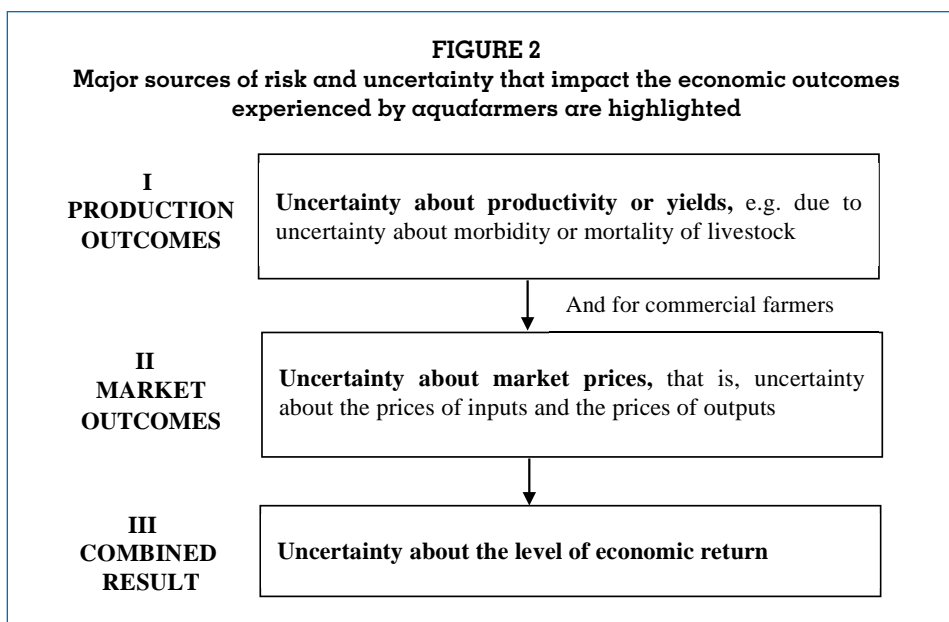 FIGURE 2
Major sources of risk and uncertainty that impact the economic outcomes
experienced by aquafarmers are highlighted
I
PRODUCTION
OUTCOMES
Uncertainty about productivity or yields, e.g. due to
uncertainty about morbidity or mortality of livestock
And for commercial farmers
II
MARKET
OUTCOMES
Uncertainty about market prices, that is, uncertainty
about the prices of inputs and the prices of outputs
III
COMBINED
RESULT
Uncertainty about the level of economic return